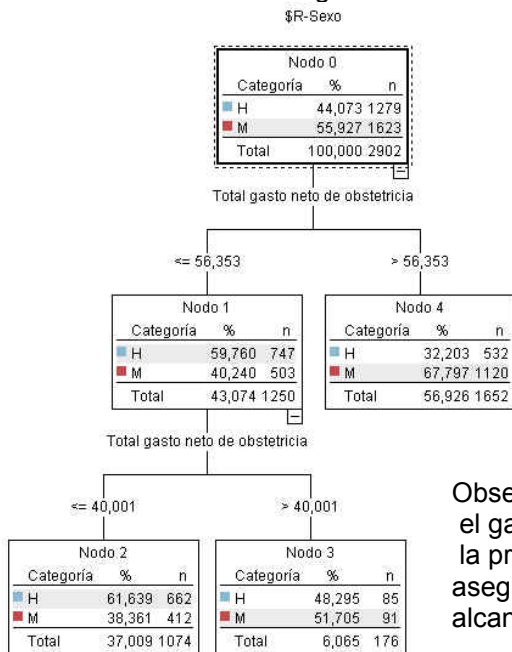 $R-Sexo
Nodo 0
Categoría % n
H 44,073 1279
M 55,927 1623
Total 100,000 2902
Total gasto neto de obstetricia
<= 56,353 > 56,353
Nodo 1
Categoría % n
H 59,760 747
M 40,240 503
Total 43,074 1250
Nodo 4
Categoría % n
H 32,203 532
M 67,797 1120
Total 56,926 1652
Total gasto neto de obstetricia
<= 40,001 > 40,001
Nodo 2
Categoría % n
H 61,639 662
M 38,361 412
Total 37,009 1074
Nodo 3
Categoría % n
H 48,295 85
M 51,705 91
Total 6,065 176
el
la